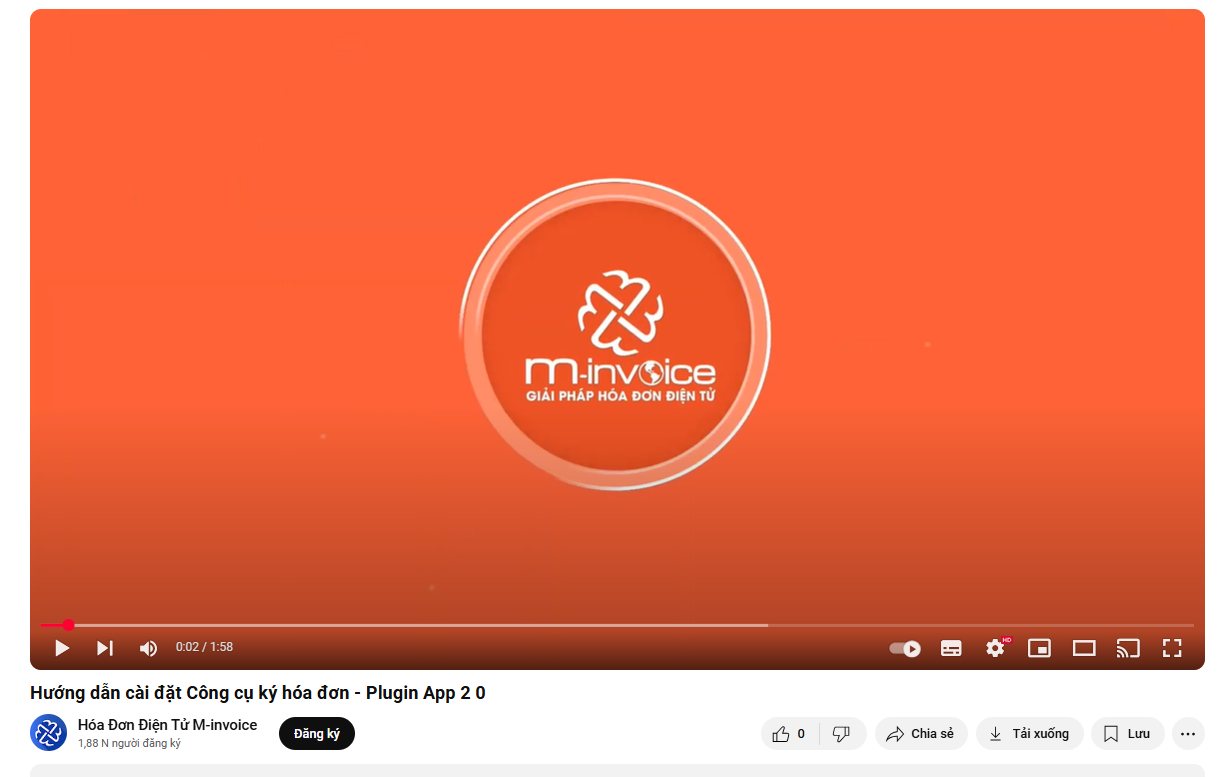 m-invoice
GIẢI PHÁP HÓA ĐƠN ĐIỆN TỬ
0:02 / 1:58
HD
Hướng dẫn cài đặt Công cụ ký hóa đơn - Plugin App 2 0
Hóa Đơn Điện Tử M-invoice
1,88 N người đăng ký
Đăng ký
0
Chia sẻ
Tải xuống
Lưu